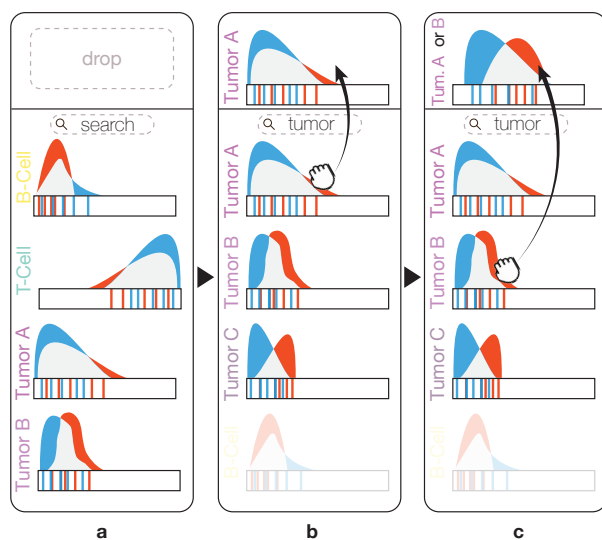 drop
search
B-Cell
T-Cell
Tumor A
Tumor B
a
Tumor A
tumor
Tumor A
Tumor B
Tumor C
B-Cell
b
Tum. A or B
tumor
Tumor A
Tumor B
Tumor C
B-Cell
c